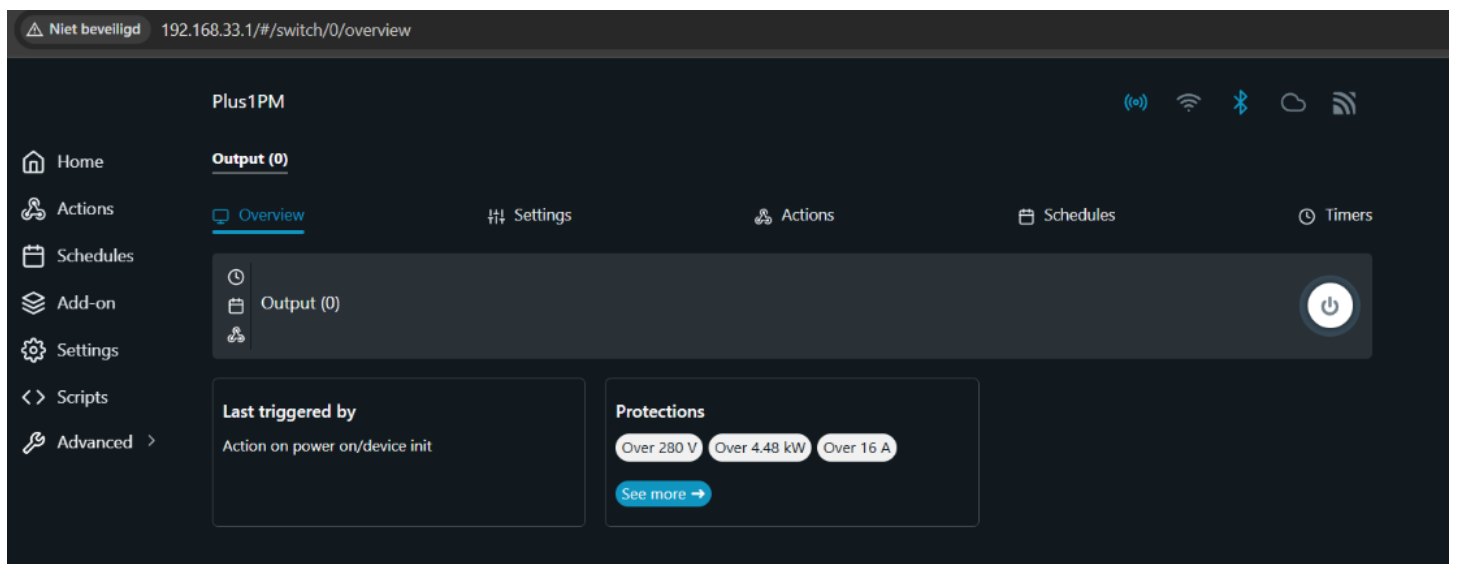 Niet beveiligd 192.168.33.1/#/switch/0/overview
Plus1PM
Home
Actions
Schedules
Add-on
Settings
Scripts
Advanced
Output (0)
Overview Settings Actions Schedules Timers
Output (0)
Last triggered by
Action on power on/device init
Protections
Over 280 V Over 4.48 kW Over 16 A
See more →